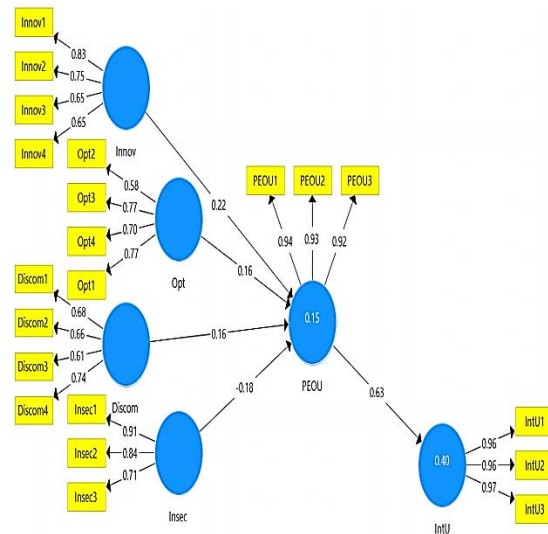 Innov1
0.83
Innov2
0.75
Innov3
0.65
0.65
Innov4
Innov
Opt2
0.58
Opt3
0.77
Opt4
0.70
0.77
Opt1
Opt
Discom1
0.68
Discom2
0.66
Discom3
0.61
0.74
Discom4
Discom
Insec1
0.91
Insec2
0.84
0.71
Insec3
Insec
0.22
0.16
0.16
-0.18
PEOU1 PEOU2 PEOU3
0.94 0.93 0.92
0.15
PEOU
0.63
0.40
IntU
IntU1
0.96
0.96
IntU2
0.97
IntU3